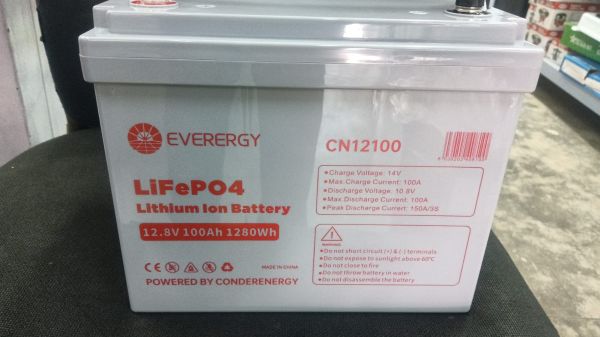 EVERERGY
LiFePO4
Lithium Ion Battery
12.8V 100Ah 1280Wh
MADE IN CHINA
POWERED BY CONDERENERGY
CN12100
•Charge Voltage: 14V
•Max.Charge Current: 100A
•Discharge Voltage: 10.8V
•Max.Discharge Current: 100A
•Peak Discharge Current: 150A/3S
•Do not short circuit (+) & (-) terminals
•Do not expose to sunlight above 60°C
•Do not close to fire
•Do not throw battery in water
•Do not disassemble the battery